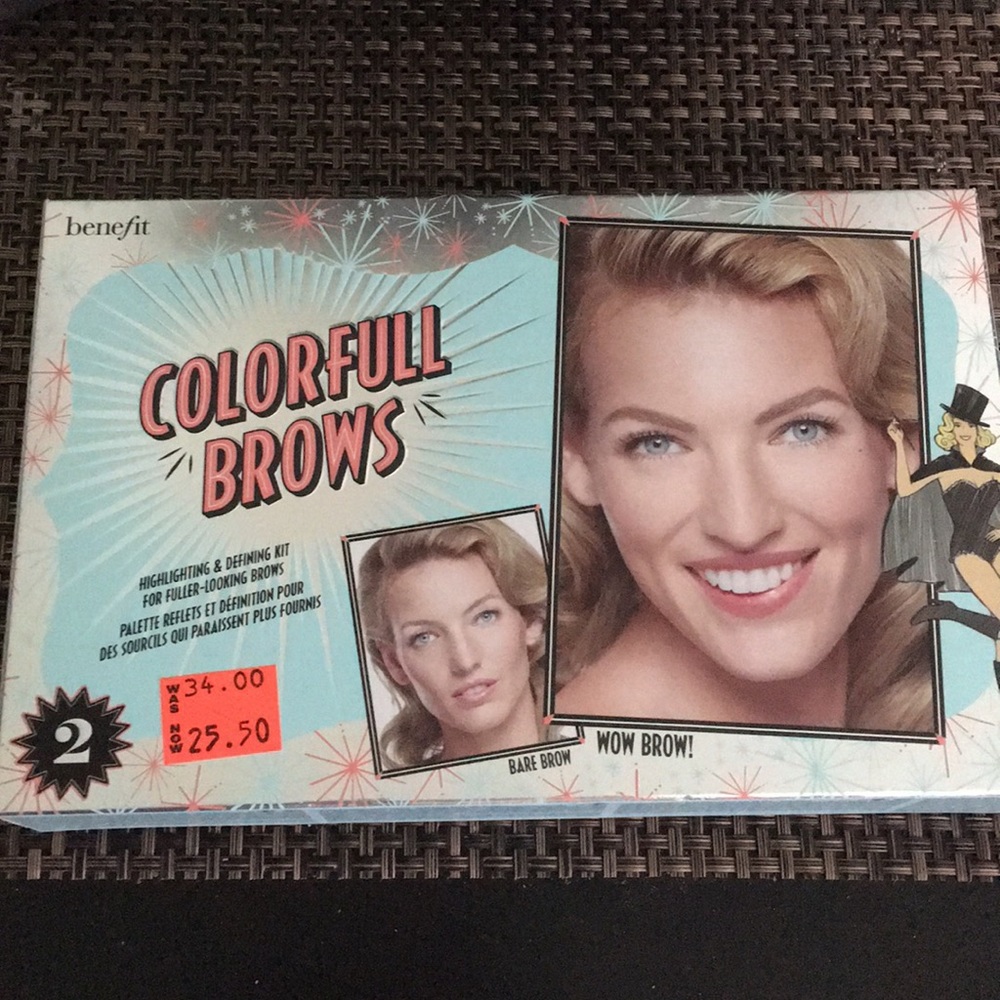 benefit
COLORFULL
BROWS
HIGHLIGHTING & DEFINING KIT
FOR FULLER-LOOKING BROWS
PALETTE REFLETS ET DÉFINITION POUR
DES SOURCILS QUI PARAISSENT PLUS FOURNIS
2
WAS 34.00
NOW 25.50
BARE BROW
WOW BROW!